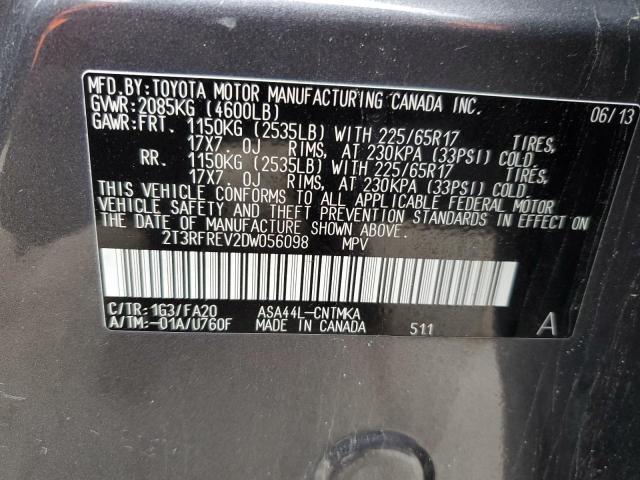 MFD.BY:TOYOTA MOTOR MANUFACTURING CANADA INC.
GVWR:2085KG (4600LB) 06/13
GAWR:FRT. 1150KG (2535LB) WITH 225/65R17 TIRES,
17X7.0J RIMS, AT 230KPA (33PSI) COLD.
RR. 1150KG (2535LB) WITH 225/65R17 TIRES,
17X7.0J RIMS, AT 230KPA (33PSI) COLD.
THIS VEHICLE CONFORMS TO ALL APPLICABLE FEDERAL MOTOR
VEHICLE SAFETY AND THEFT PREVENTION STANDARDS IN EFFECT ON
THE DATE OF MANUFACTURE SHOWN ABOVE.
2T3RFREV2DW056098 MPV
C/TR:1G3/FA20 ASA44L-CNTMKA
A/TM:-01A/U760F MADE IN CANADA 511 A